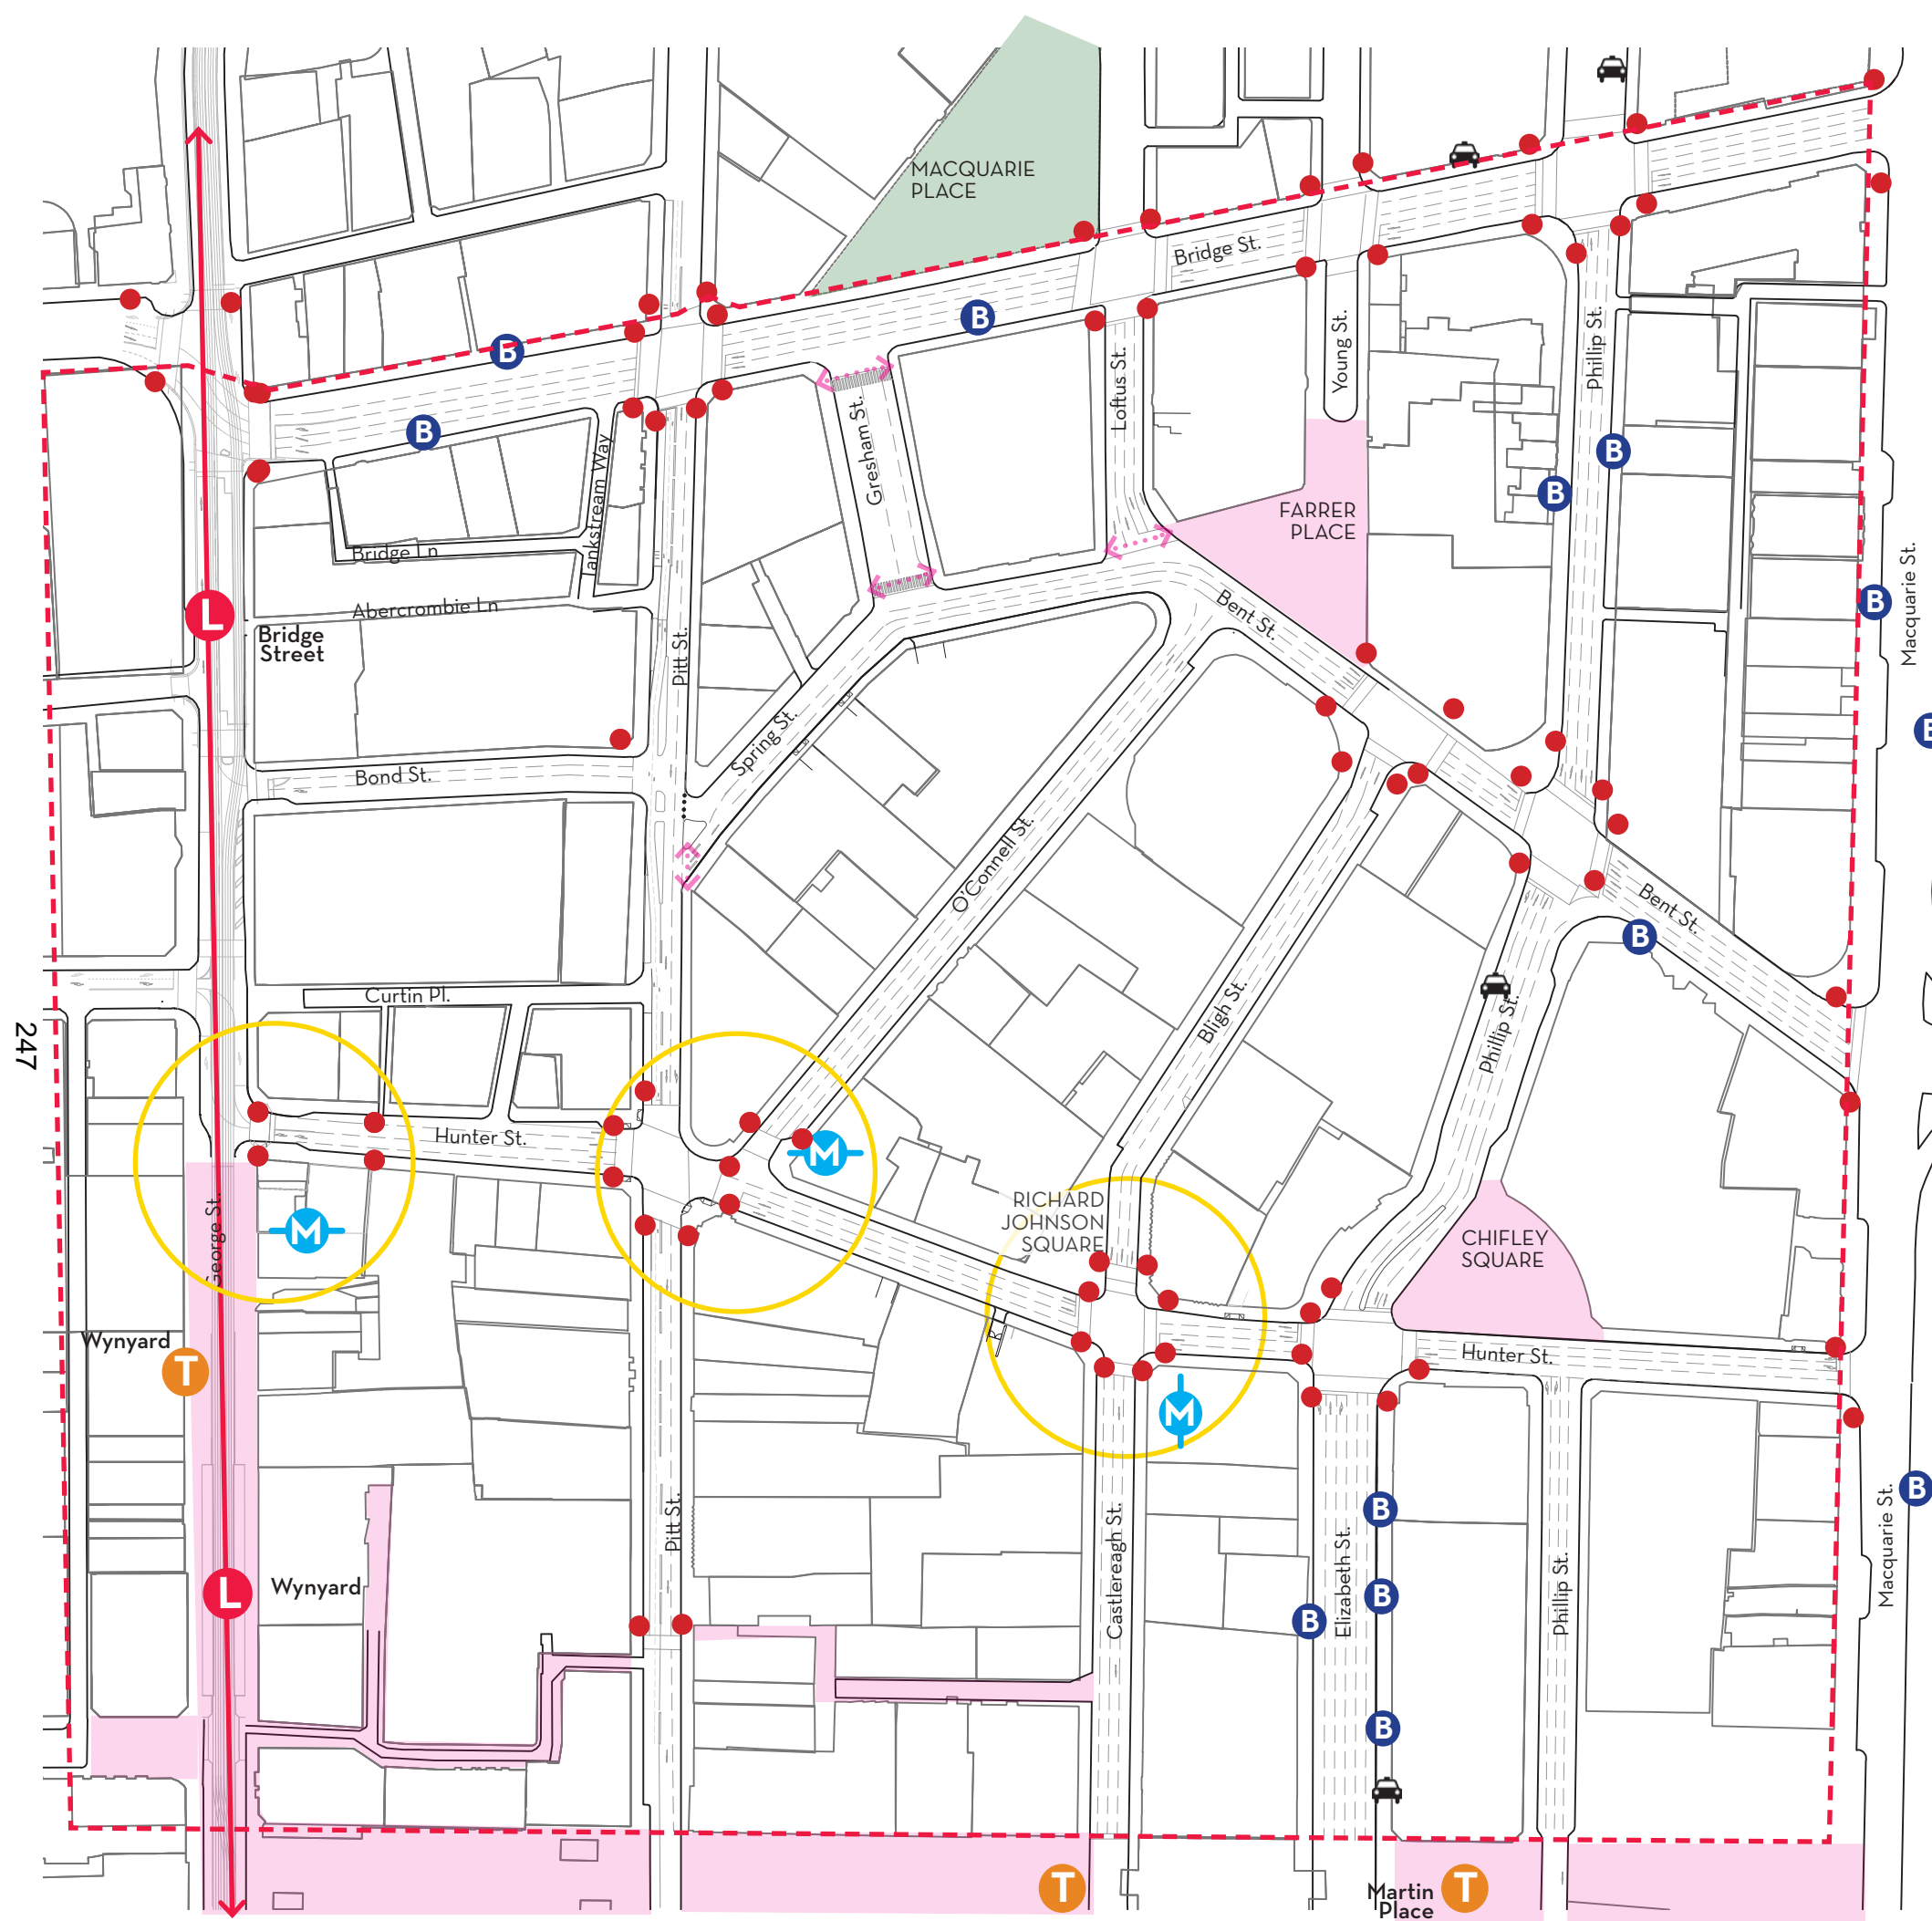 MACQUARIE
PLACE
Bridge St.
B
B
B
Young St.
Phillip St.
Loftus St.
Gresham St.
Tankstream Way
B
B
FARRER
PLACE
Bridge Ln
Abercrombie Ln
L
Bridge
Street
Pitt St.
Bent St.
B
Macquarie St.
B
Spring St.
Bond St.
O'Connell St.
Bent St.
B
Curtin Pl.
Bligh St.
Phillip St.
247
Hunter St.
M
M
George St.
RICHARD
JOHNSON
SQUARE
CHIFLEY
SQUARE
Wynyard
T
Hunter St.
R
M
B
B
Macquarie St.
Pitt St.
Castlereagh St.
Elizabeth St.
Phillip St.
L
Wynyard
B
B
B
T
Martin
Place
T